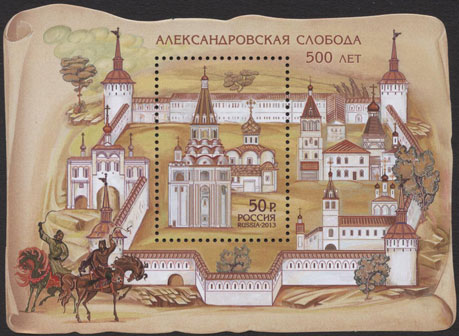 АЛЕКСАНДРОВСКАЯ СЛОБОДА
500 ЛЕТ
50 Р.
РОССИЯ
RUSSIA•2013